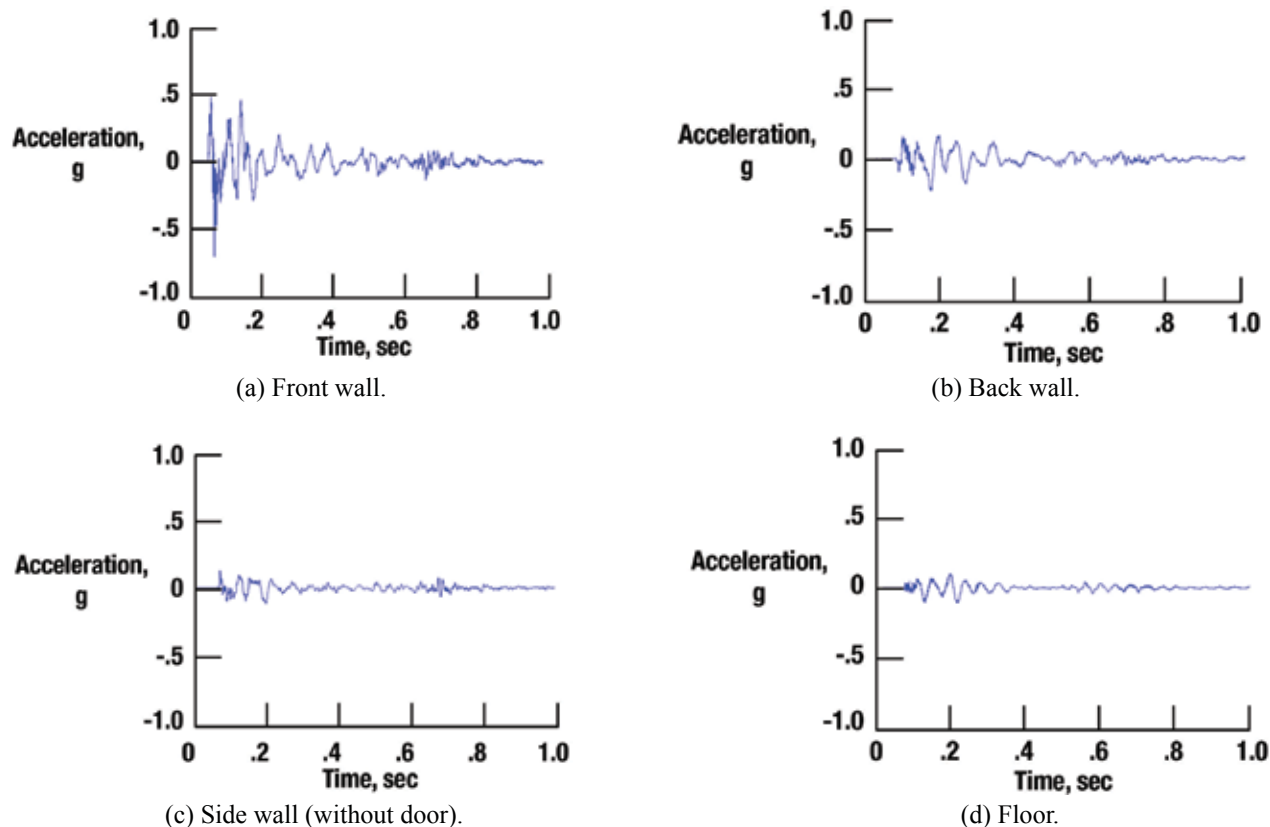 1.0
.5
Acceleration,
g
0
-.5
-1.0
0 .2 .4 .6 .8 1.0
Time, sec
(a) Front wall.
1.0
.5
Acceleration,
g
0
-.5
-1.0
0 .2 .4 .6 .8 1.0
Time, sec
(b) Back wall.
1.0
.5
Acceleration,
g
0
-.5
-1.0
0 .2 .4 .6 .8 1.0
Time, sec
(c) Side wall (without door).
1.0
.5
Acceleration,
g
0
-.5
-1.0
0 .2 .4 .6 .8 1.0
Time, sec
(d) Floor.